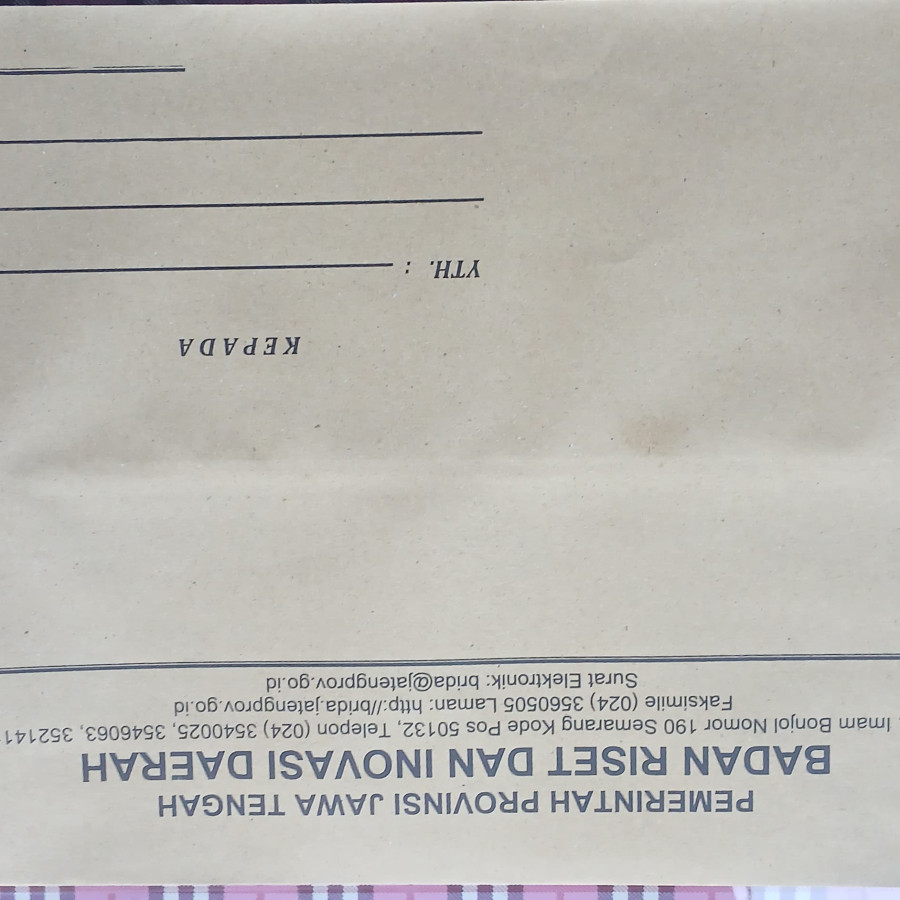 PEMERINTAH PROVINSI JAWA TENGAH
BADAN RISET DAN INOVASI DAERAH
. Imam Bonjol Nomor 190 Semarang Kode Pos 50132, Telepon (024) 3540025, 3546063, 352141
Faksimile (024) 3560505 Laman: http://brida.jatengprov.go.id
Surat Elektronik: brida@jatengprov.go.id
KEPADA
YTH. :